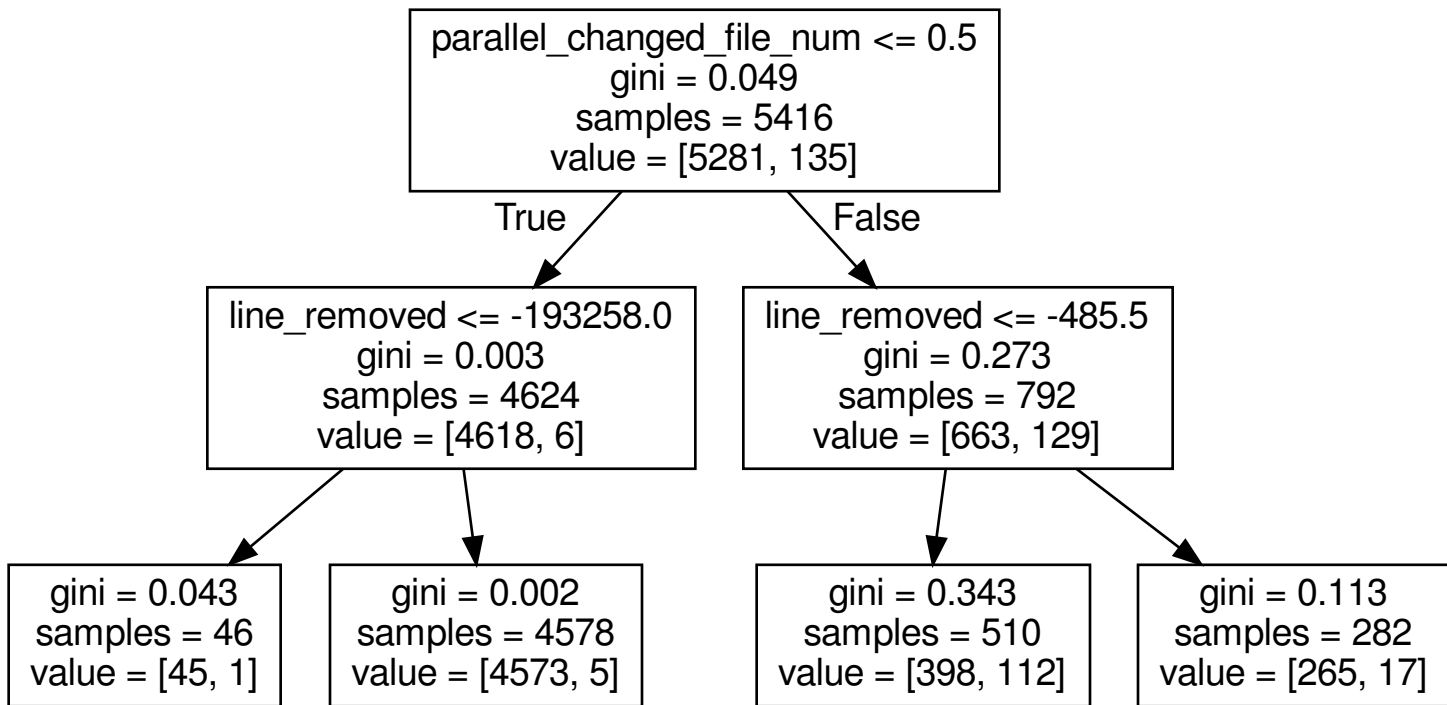 parallel_changed_file_num <= 0.5
gini = 0.049
samples = 5416
value = [5281, 135]
True
False
line_removed <= -193258.0
gini = 0.003
samples = 4624
value = [4618, 6]
line_removed <= -485.5
gini = 0.273
samples = 792
value = [663, 129]
gini = 0.043
samples = 46
value = [45, 1]
gini = 0.002
samples = 4578
value = [4573, 5]
gini = 0.343
samples = 510
value = [398, 112]
gini = 0.113
samples = 282
value = [265, 17]